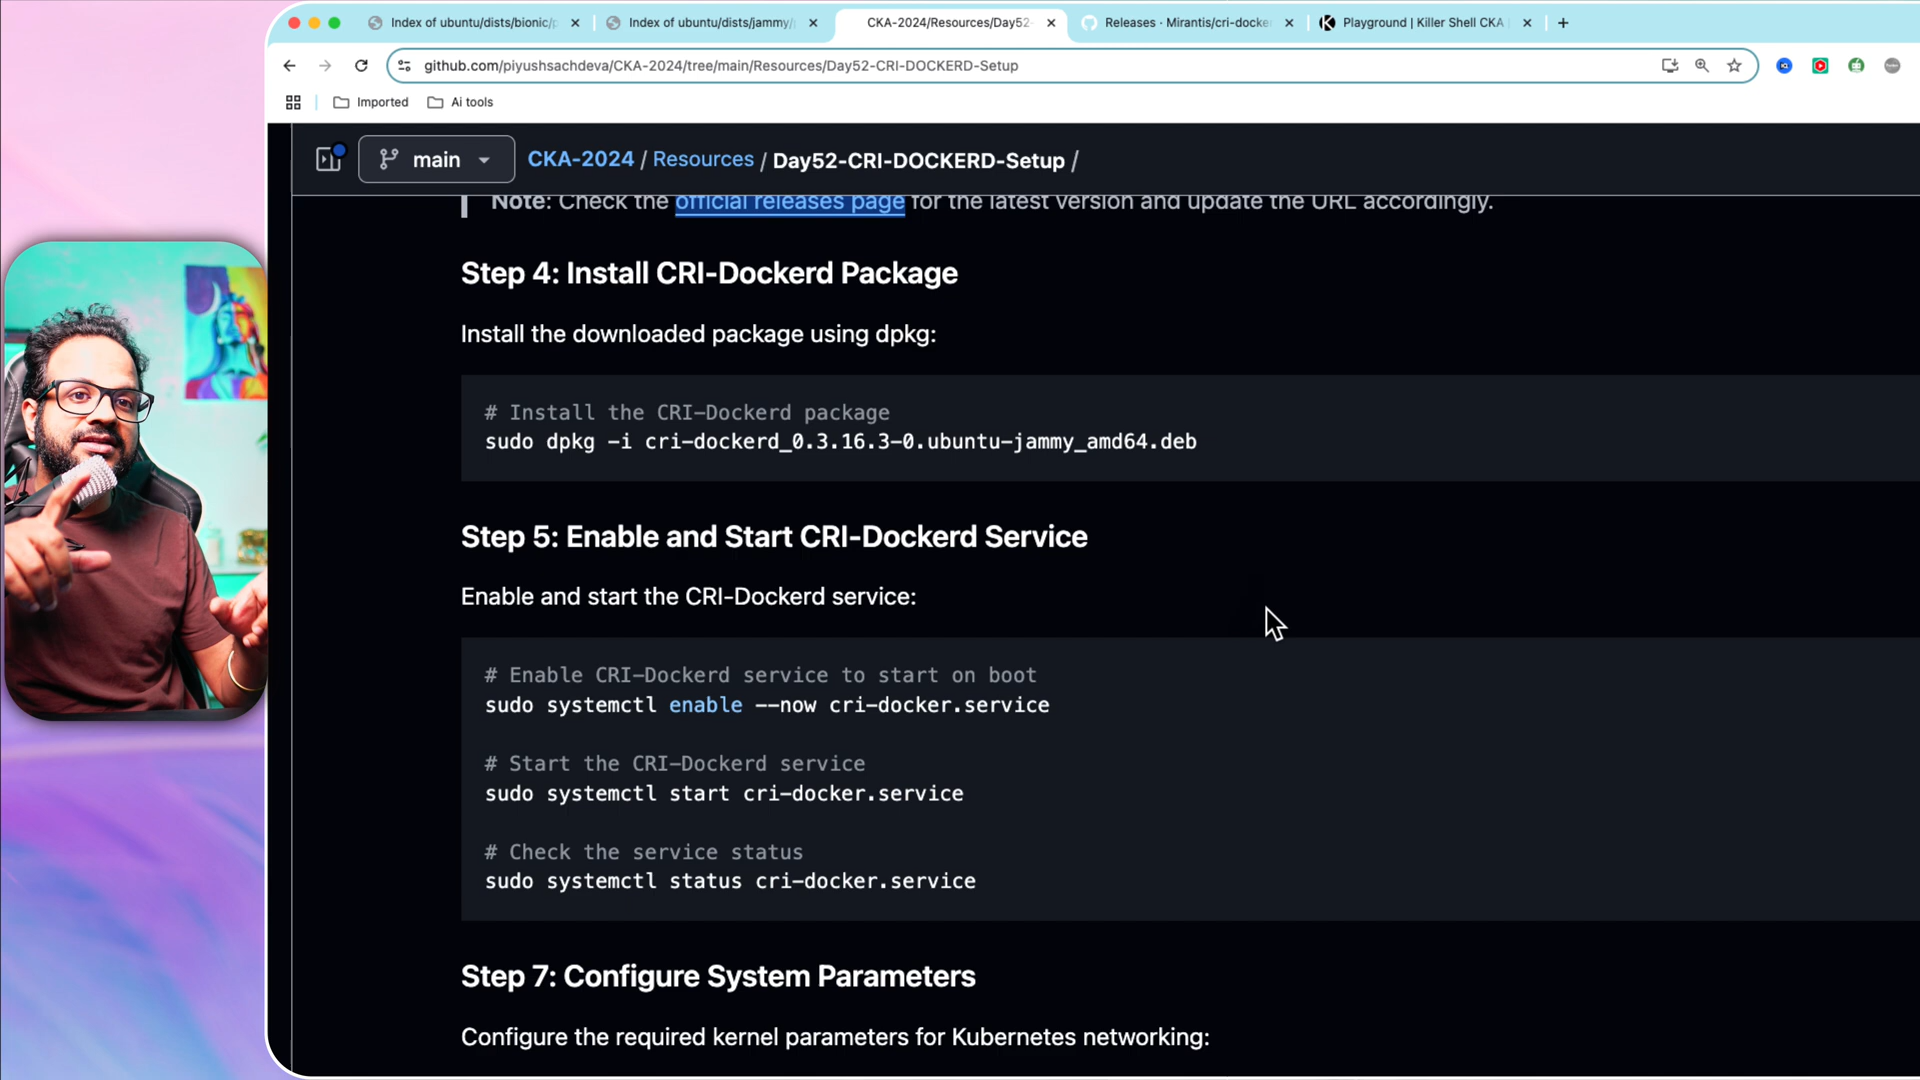 Index of ubuntu/dists/bionic/p
Index of ubuntu/dists/jammy/
CKA-2024/Resources/Day52-
Releases · Mirantis/cri-docke
Playground | Killer Shell CKA
github.com/piyushsachdeva/CKA-2024/tree/main/Resources/Day52-CRI-DOCKERD-Setup
Imported
Ai tools
main
CKA-2024 / Resources / Day52-CRI-DOCKERD-Setup /
Note: Check the official releases page for the latest version and update the URL accordingly.
Step 4: Install CRI-Dockerd Package
Install the downloaded package using dpkg:
# Install the CRI-Dockerd package
sudo dpkg -i cri-dockerd_0.3.16.3-0.ubuntu-jammy_amd64.deb
Step 5: Enable and Start CRI-Dockerd Service
Enable and start the CRI-Dockerd service:
# Enable CRI-Dockerd service to start on boot
sudo systemctl enable --now cri-docker.service
# Start the CRI-Dockerd service
sudo systemctl start cri-docker.service
# Check the service status
sudo systemctl status cri-docker.service
Step 7: Configure System Parameters
Configure the required kernel parameters for Kubernetes networking: